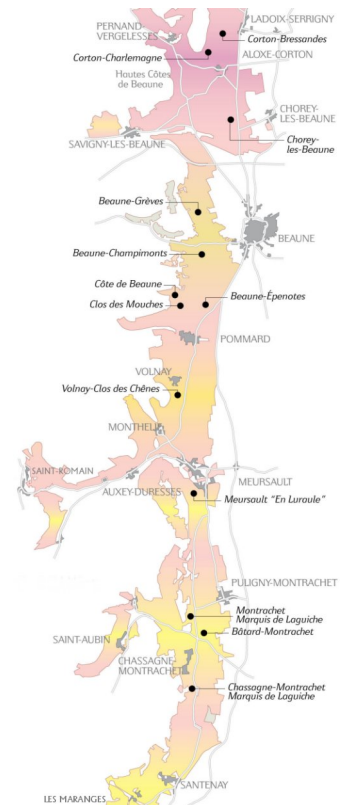 PERNAND-
VERGELESSES
LADOIX-SERRIGNY
Corton-Bressandes
Corton-Charlemagne
ALOXE-CORTON
Hautes Côtes
de Beaune
CHOREY-
LES-BEAUNE
Chorey-
les-Beaune
SAVIGNY-LES-BEAUNE
Beaune-Grèves
BEAUNE
Beaune-Champimonts
Côte de Beaune
Clos des Mouches
Beaune-Épenotes
POMMARD
VOLNAY
Volnay-Clos des Chênes
MONTHELIE
SAINT-ROMAIN
MEURSAULT
AUXEY-DURESSES
Meursault "En Luraule"
PULIGNY-MONTRACHET
Montrachet
Marquis de Laguiche
Bâtard-Montrachet
SAINT-AUBIN
CHASSAGNE-
MONTRACHET
Chassagne-Montrachet
Marquis de Laguiche
SANTENAY
LES MARANGES